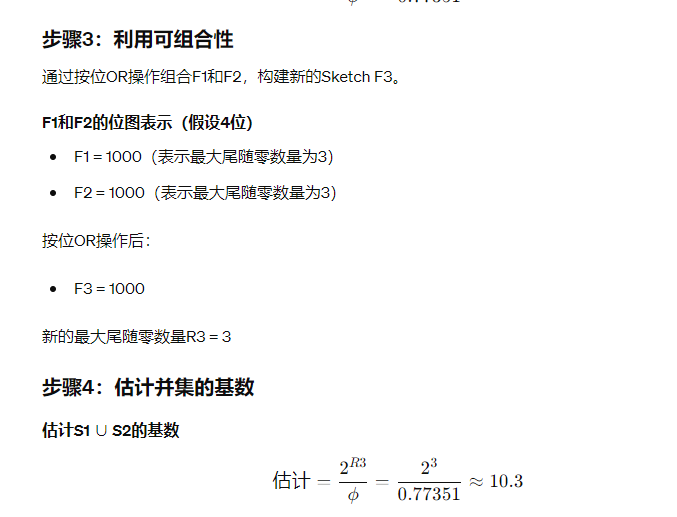 φ 0.77351
步骤3：利用可组合性
通过按位OR操作组合F1和F2，构建新的Sketch F3。
F1和F2的位图表示（假设4位）
• F1 = 1000（表示最大尾随零数量为3）
• F2 = 1000（表示最大尾随零数量为3）
按位OR操作后：
• F3 = 1000
新的最大尾随零数量R3 = 3
步骤4：估计并集的基数
估计S1 ∪ S2的基数
估计 = 2^{R3}/ϕ = 2^3/0.77351 ≈ 10.3